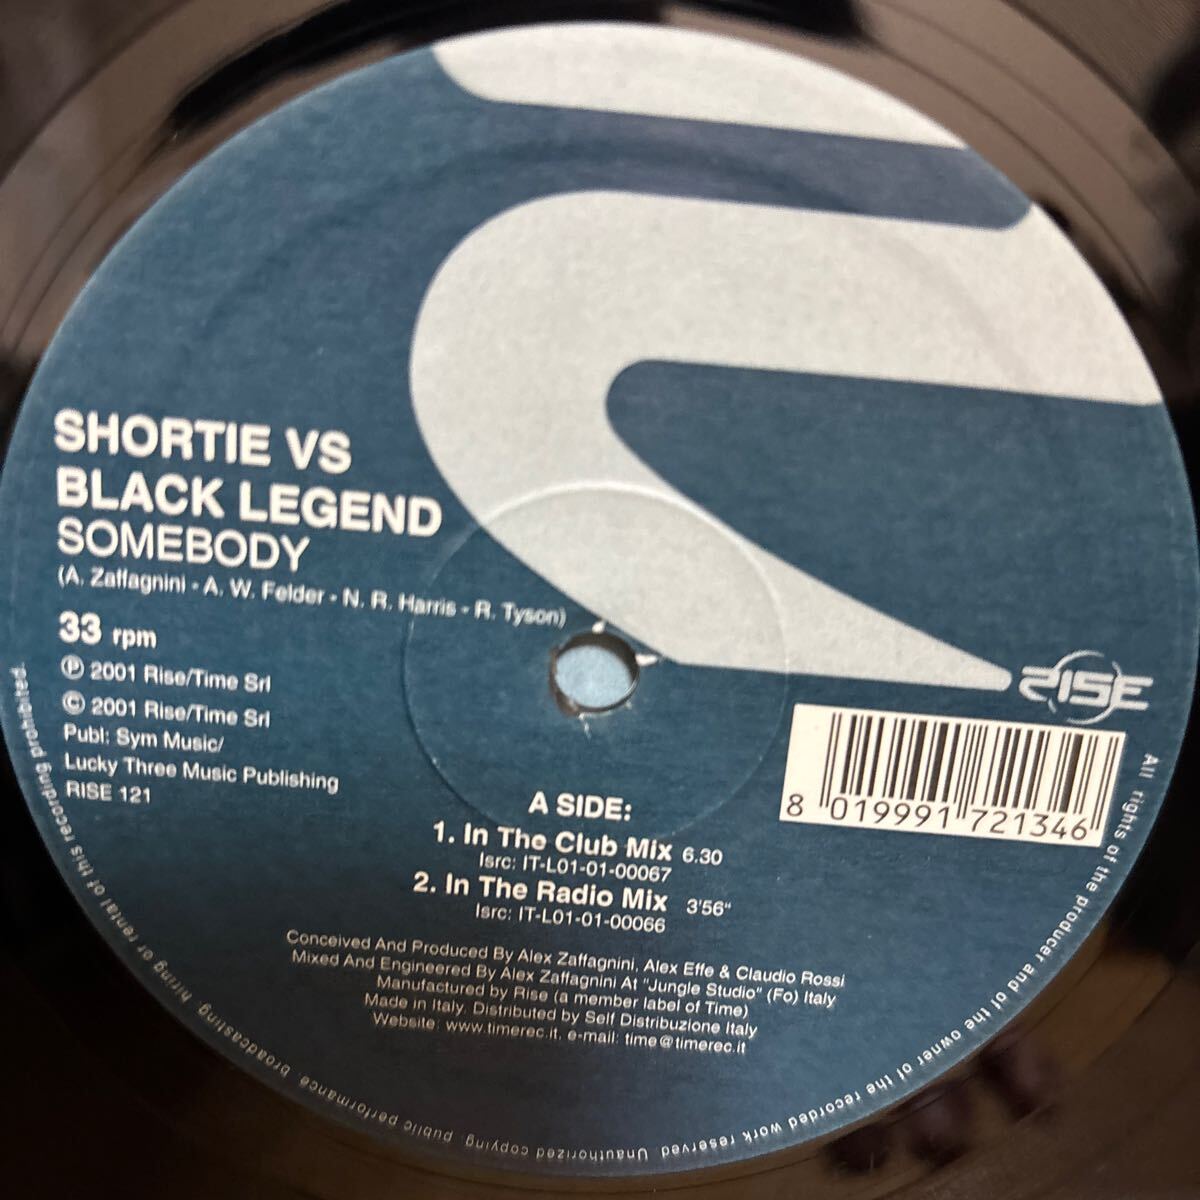 SHORTIE VS
BLACK LEGEND
SOMEBODY
(A. Zaffagnini - A. W. Felder - N. R. Harris - R. Tyson)
33 rpm
Ⓟ 2001 Rise/Time Srl
© 2001 Rise/Time Srl
Publ: Sym Music/
Lucky Three Music Publishing
RISE 121
RISE
8 019991 721346
A SIDE:
1. In The Club Mix 6.30
Isrc: IT-L01-01-00067
2. In The Radio Mix 3'56"
Isrc: IT-L01-01-00066
Conceived And Produced By Alex Zaffagnini, Alex Effe & Claudio Rossi
Mixed And Engineered By Alex Zaffagnini At "Jungle Studio" (Fo) Italy
Manufactured by Rise (a member label of Time)
Made in Italy. Distributed by Self Distribuzione Italy
Website: www.timerec.it. e-mail: time@timerec.it
All rights of the producer and of the owner of the recorded work reserved. Unauthorized copying, public performance, broadcasting, hiring or rental of this recording prohibited.